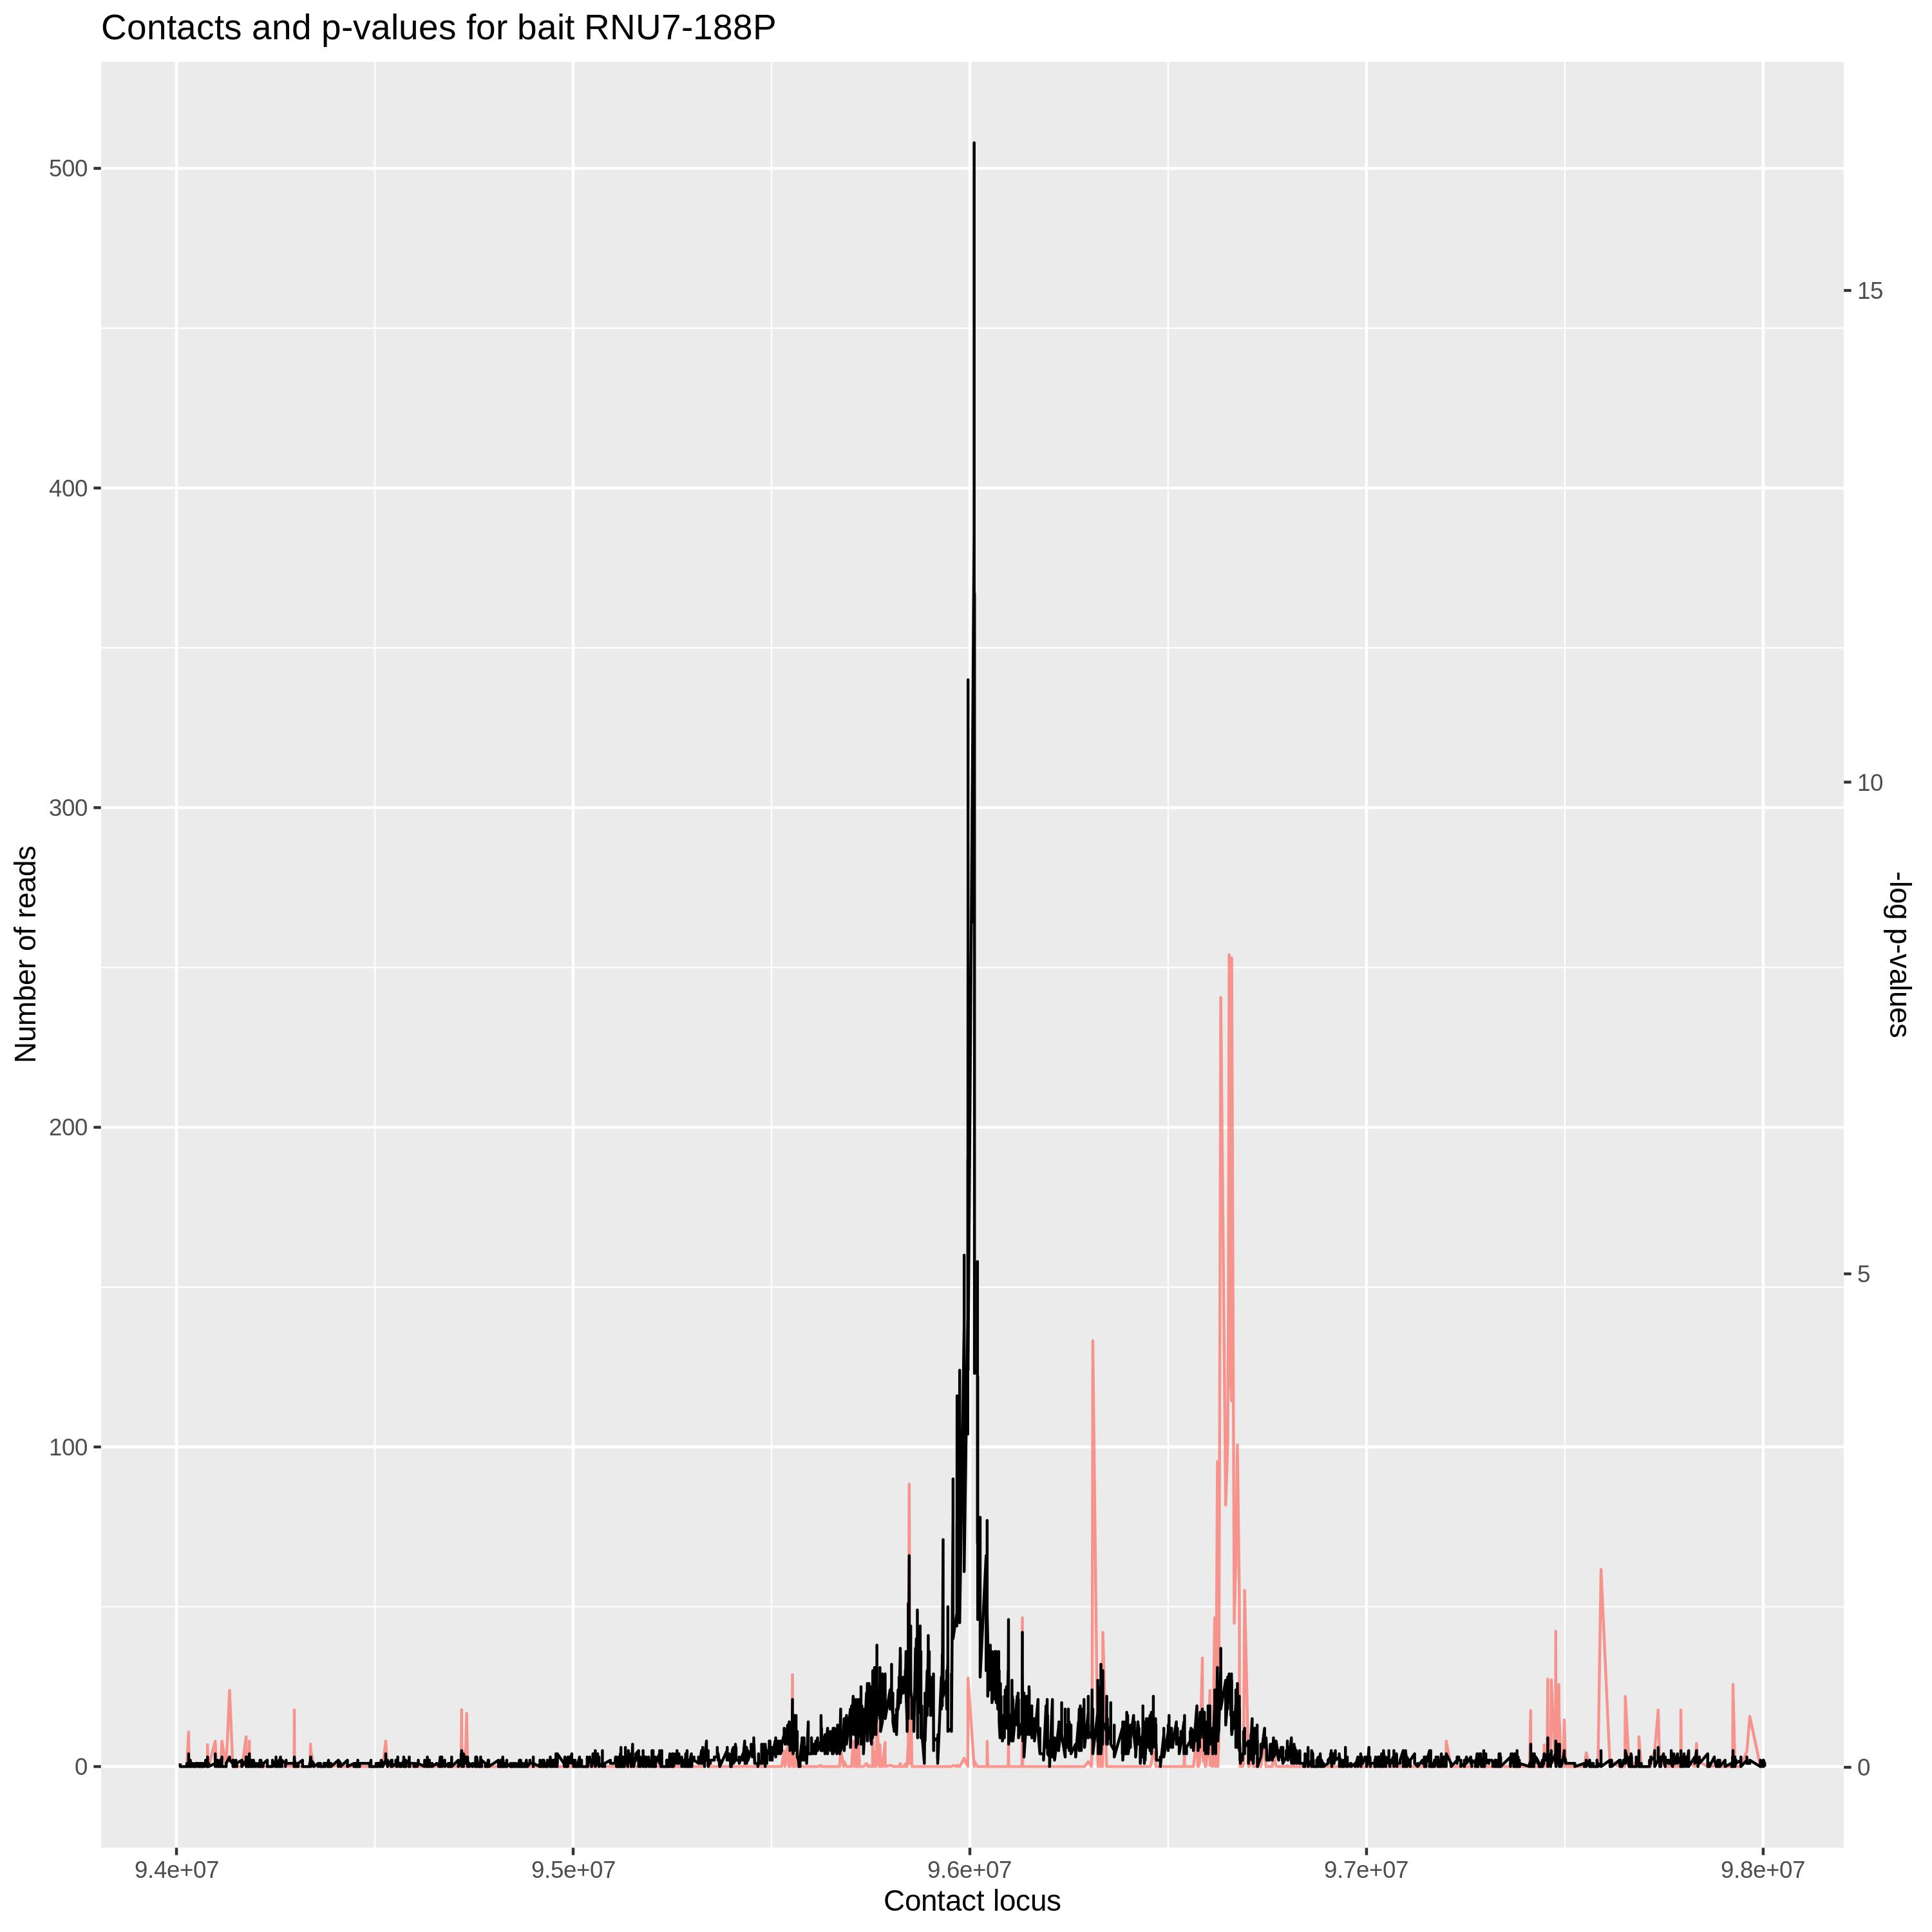 Contacts and p-values for bait RNU7-188P
500
400
300
200
100
0
Number of reads
15
10
5
0
-log p-values
9.4e+07 9.5e+07 9.6e+07 9.7e+07 9.8e+07
Contact locus